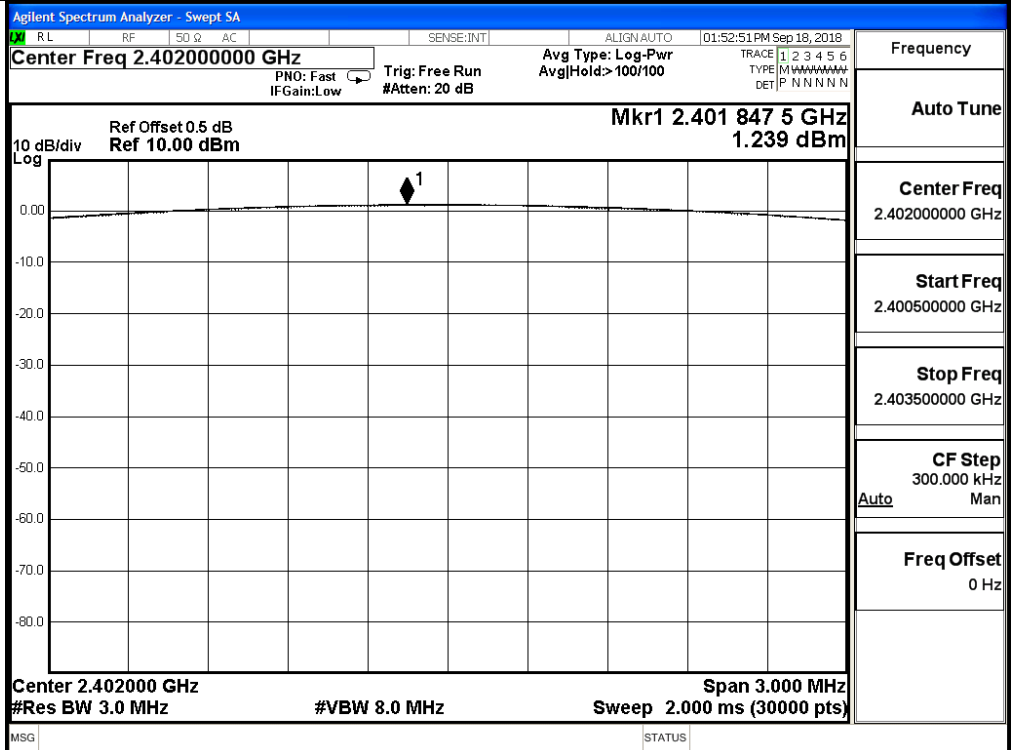 Agilent Spectrum Analyzer - Swept SA
LXI RL RF 50 Ω AC SENSE:INT ALIGN AUTO 01:52:51 PM Sep 18, 2018
Center Freq 2.402000000 GHz
PNO: Fast
IFGain:Low
Trig: Free Run
#Atten: 20 dB
Avg Type: Log-Pwr
Avg|Hold:> 100/100
TRACE 1 2 3 4 5 6
TYPE M WWWWW
DET P N N N N N
Ref Offset 0.5 dB
10 dB/div Ref 10.00 dBm
Log
Mkr1 2.401 847 5 GHz
1.239 dBm
1
0.00
-10.0
-20.0
-30.0
-40.0
-50.0
-60.0
-70.0
-80.0
Center 2.402000 GHz
Span 3.000 MHz
#Res BW 3.0 MHz
#VBW 8.0 MHz
Sweep 2.000 ms (30000 pts)
MSG
STATUS
Frequency
Auto Tune
Center Freq
2.402000000 GHz
Start Freq
2.400500000 GHz
Stop Freq
2.403500000 GHz
CF Step
300.000 kHz
Auto Man
Freq Offset
0 Hz